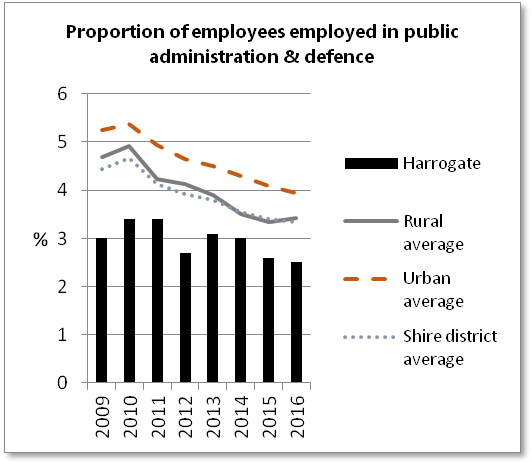 Proportion of employees employed in public
administration & defence
6
5
4
3
2
1
0
%
2009
2010
2011
2012
2013
2014
2015
2016
Harrogate
Rural
average
Urban
average
Shire district
average